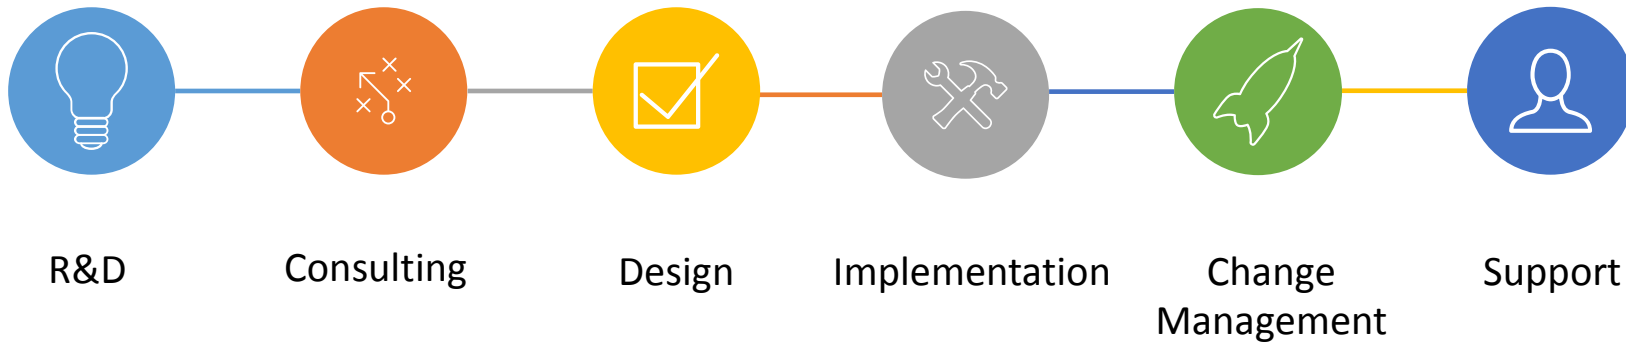 R&D
Consulting
Design
Implementation
Change
Management
Support